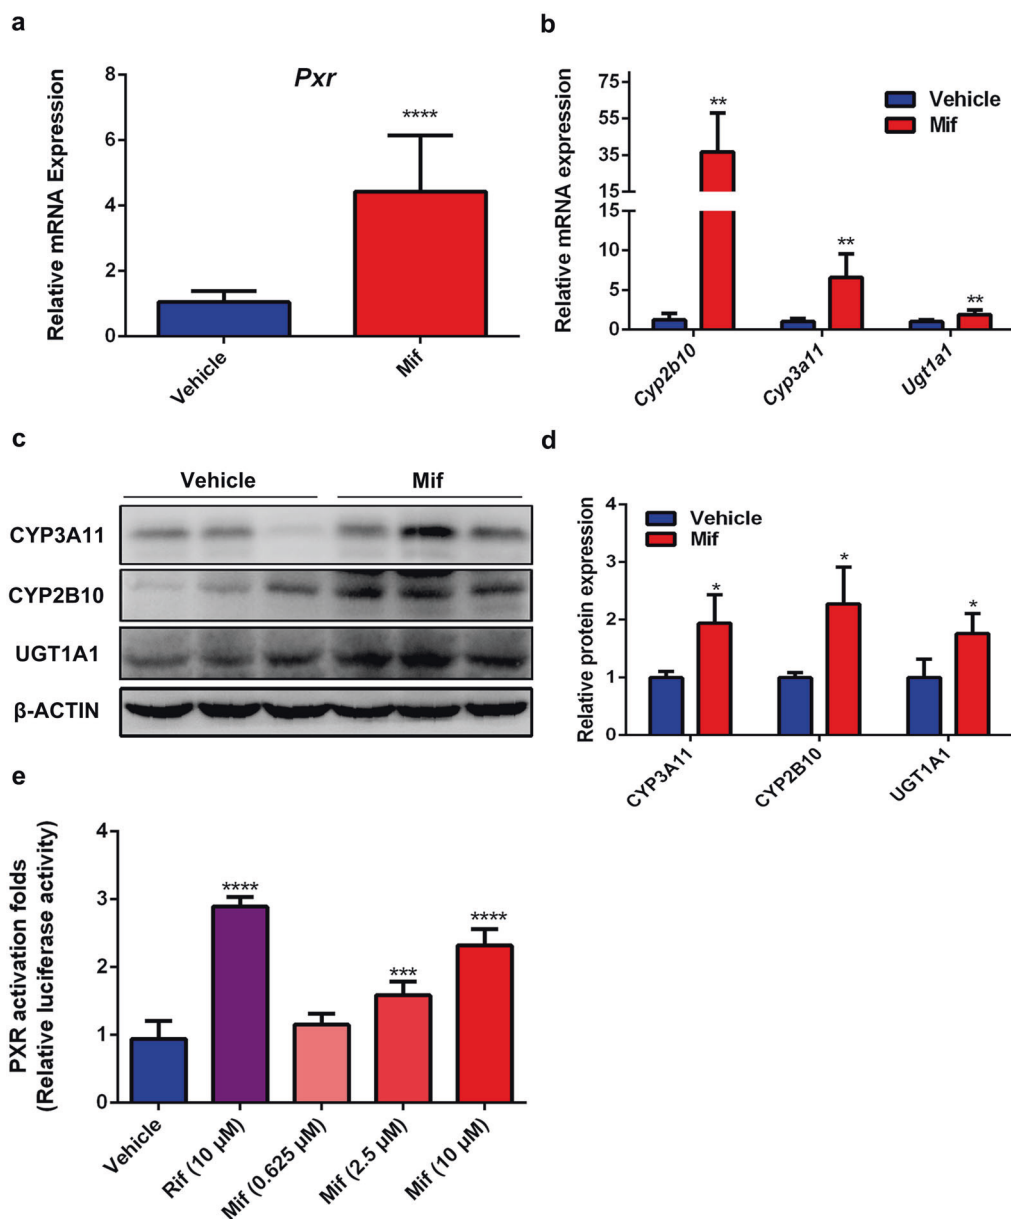 a
Pxr
Relative mRNA Expression
8
6
4
2
0
****
Vehicle
Mif
b
Relative mRNA expression
75
55
35
15
15
10
5
0
**
**
**
Vehicle
Mif
Cyp2b10
Cyp3a11
Ugt1a1
c
Vehicle
Mif
CYP3A11
CYP2B10
UGT1A1
β-ACTIN
d
Relative protein expression
4
3
2
1
0
Vehicle
Mif
*
*
*
CYP3A11
CYP2B10
UGT1A1
e
PXR activation folds
(Relative luciferase activity)
4
3
2
1
0
****
***
****
Vehicle
Rif (10 μM)
Mif (0.625 μM)
Mif (2.5 μM)
Mif (10 μM)